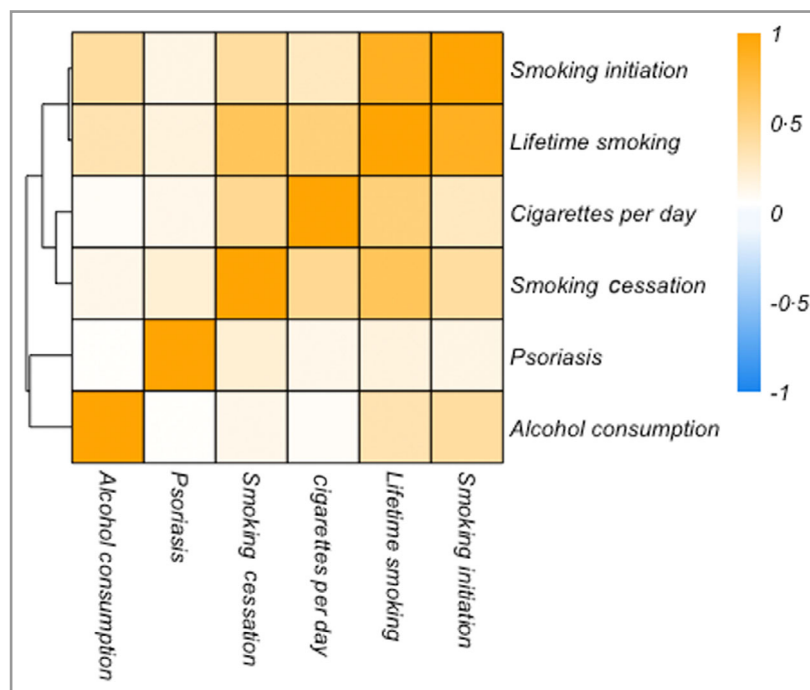 Smoking initiation
Lifetime smoking
Cigarettes per day
Smoking cessation
Psoriasis
Alcohol consumption
1
0·5
0
-0·5
-1
Alcohol consumption
Psoriasis
Smoking cessation
cigarettes per day
Lifetime smoking
Smoking initiation